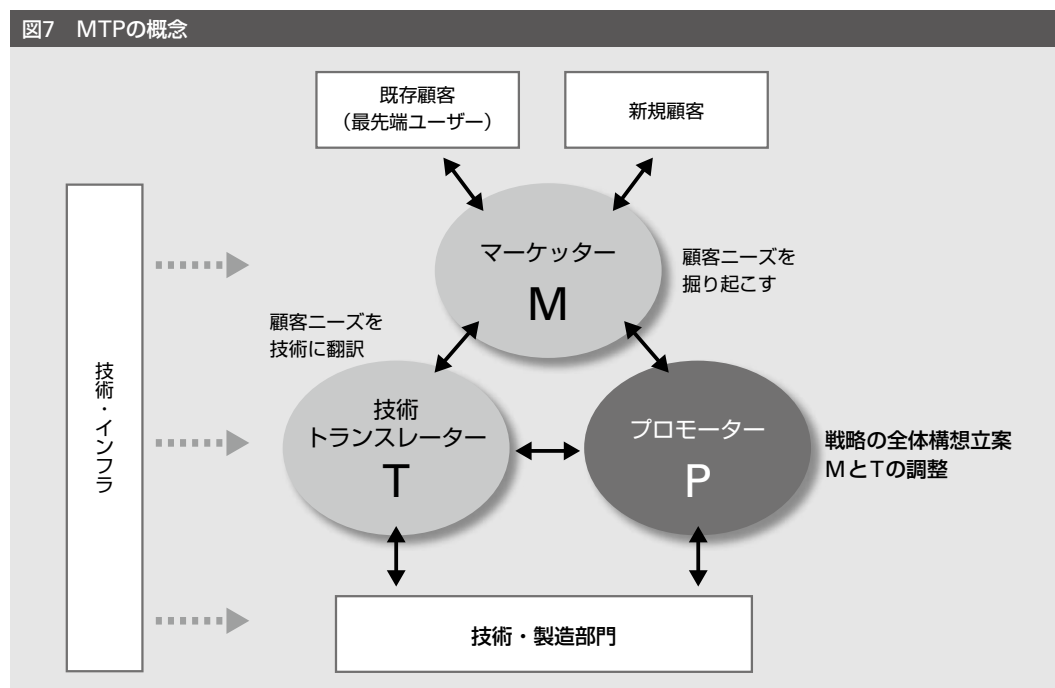 図7　MTPの概念
既存顧客
（最先端ユーザー）
新規顧客
マーケッター
M
顧客ニーズを
掘り起こす
顧客ニーズを
技術に翻訳
技術・インフラ
技術
トランスレーター
T
プロモーター
P
戦略の全体構想立案
MとTの調整
技術・製造部門